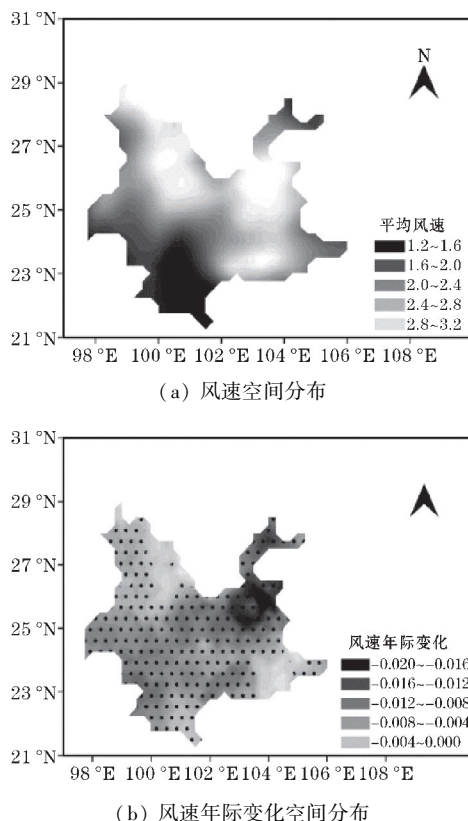 31 °N
29 °N
27 °N
25 °N
23 °N
21 °N
N
平均风速
1.2~1.6
1.6~2.0
2.0~2.4
2.4~2.8
2.8~3.2
98 °E 100 °E 102 °E 104 °E 106 °E 108 °E
(a) 风速空间分布
31 °N
29 °N
27 °N
25 °N
23 °N
21 °N
风速年际变化
-0.020~-0.016
-0.016~-0.012
-0.012~-0.008
-0.008~-0.004
-0.004~0.000
98 °E 100 °E 102 °E 104 °E 106 °E 108 °E
(b) 风速年际变化空间分布